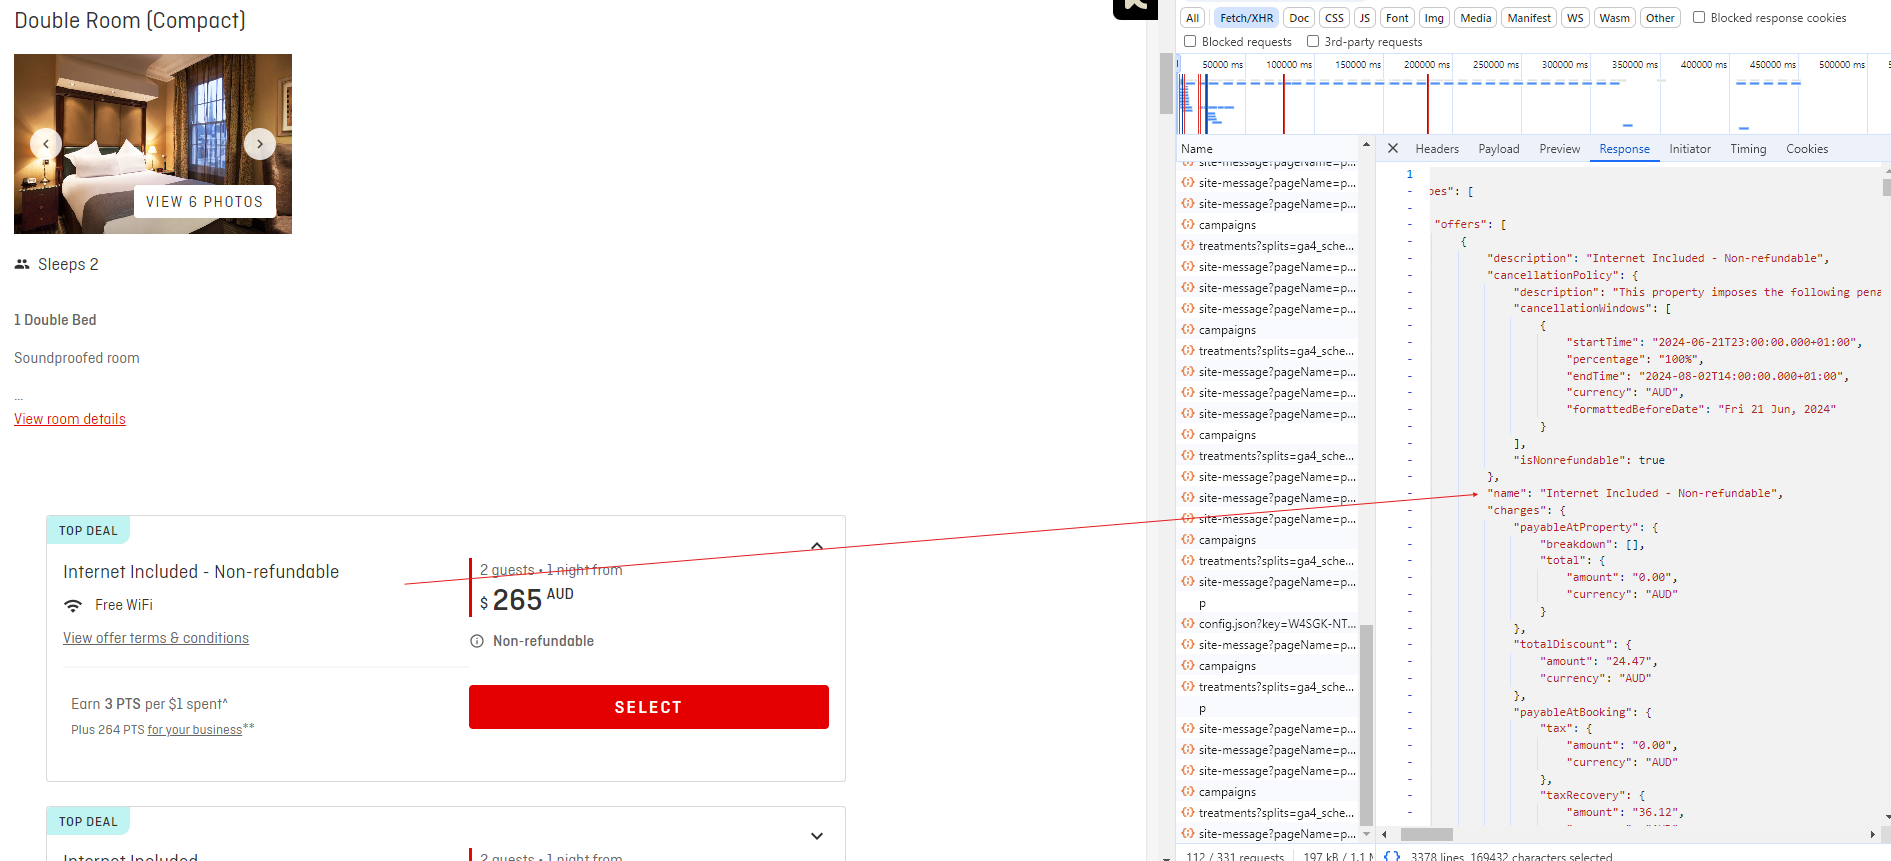 Double Room (Compact)
VIEW 6 PHOTOS
Sleeps 2
1 Double Bed
Soundproofed room
...
View room details
TOP DEAL
Internet Included - Non-refundable
Free WiFi
View offer terms & conditions
2 guests • 1 night from
$ 265 AUD
Non-refundable
Earn 3 PTS per $1 spent^
Plus 264 PTS for your business**
SELECT
TOP DEAL
Internet Included
2 guests • 1 night from
All Fetch/XHR Doc CSS JS Font Img Media Manifest WS Wasm Other Blocked response cookies
Blocked requests 3rd-party requests
50000 ms 100000 ms 150000 ms 200000 ms 250000 ms 300000 ms 350000 ms 400000 ms 450000 ms 500000 ms
Name
site-message?pageName=p...
site-message?pageName=p...
site-message?pageName=p...
campaigns
treatments?splits=ga4_sche...
site-message?pageName=p...
site-message?pageName=p...
site-message?pageName=p...
campaigns
treatments?splits=ga4_sche...
site-message?pageName=p...
site-message?pageName=p...
site-message?pageName=p...
campaigns
treatments?splits=ga4_sche...
site-message?pageName=p...
site-message?pageName=p...
site-message?pageName=p...
campaigns
treatments?splits=ga4_sche...
site-message?pageName=p...
p
config.json?key=W4SGK-NT...
site-message?pageName=p...
campaigns
treatments?splits=ga4_sche...
p
site-message?pageName=p...
site-message?pageName=p...
site-message?pageName=p...
campaigns
treatments?splits=ga4_sche...
site-message?pageName=p...
112 / 331 requests 197 kB / 1.1
Headers Payload Preview Response Initiator Timing Cookies
1
pes": [
"offers": [
{
"description": "Internet Included - Non-refundable",
"cancellationPolicy": {
"description": "This property imposes the following pena
"cancellationWindows": [
{
"startTime": "2024-06-21T23:00:00.000+01:00",
"percentage": "100%",
"endTime": "2024-08-02T14:00:00.000+01:00",
"currency": "AUD",
"formattedBeforeDate": "Fri 21 Jun, 2024"
}
],
"isNonrefundable": true
},
"name": "Internet Included - Non-refundable",
"charges": {
"payableAtProperty": {
"breakdown": [],
"total": {
"amount": "0.00",
"currency": "AUD"
}
},
"totalDiscount": {
"amount": "24.47",
"currency": "AUD"
},
"payableAtBooking": {
"tax": {
"amount": "0.00",
"currency": "AUD"
},
"taxRecovery": {
"amount": "36.12",
{ } 3378 lines, 169432 characters selected